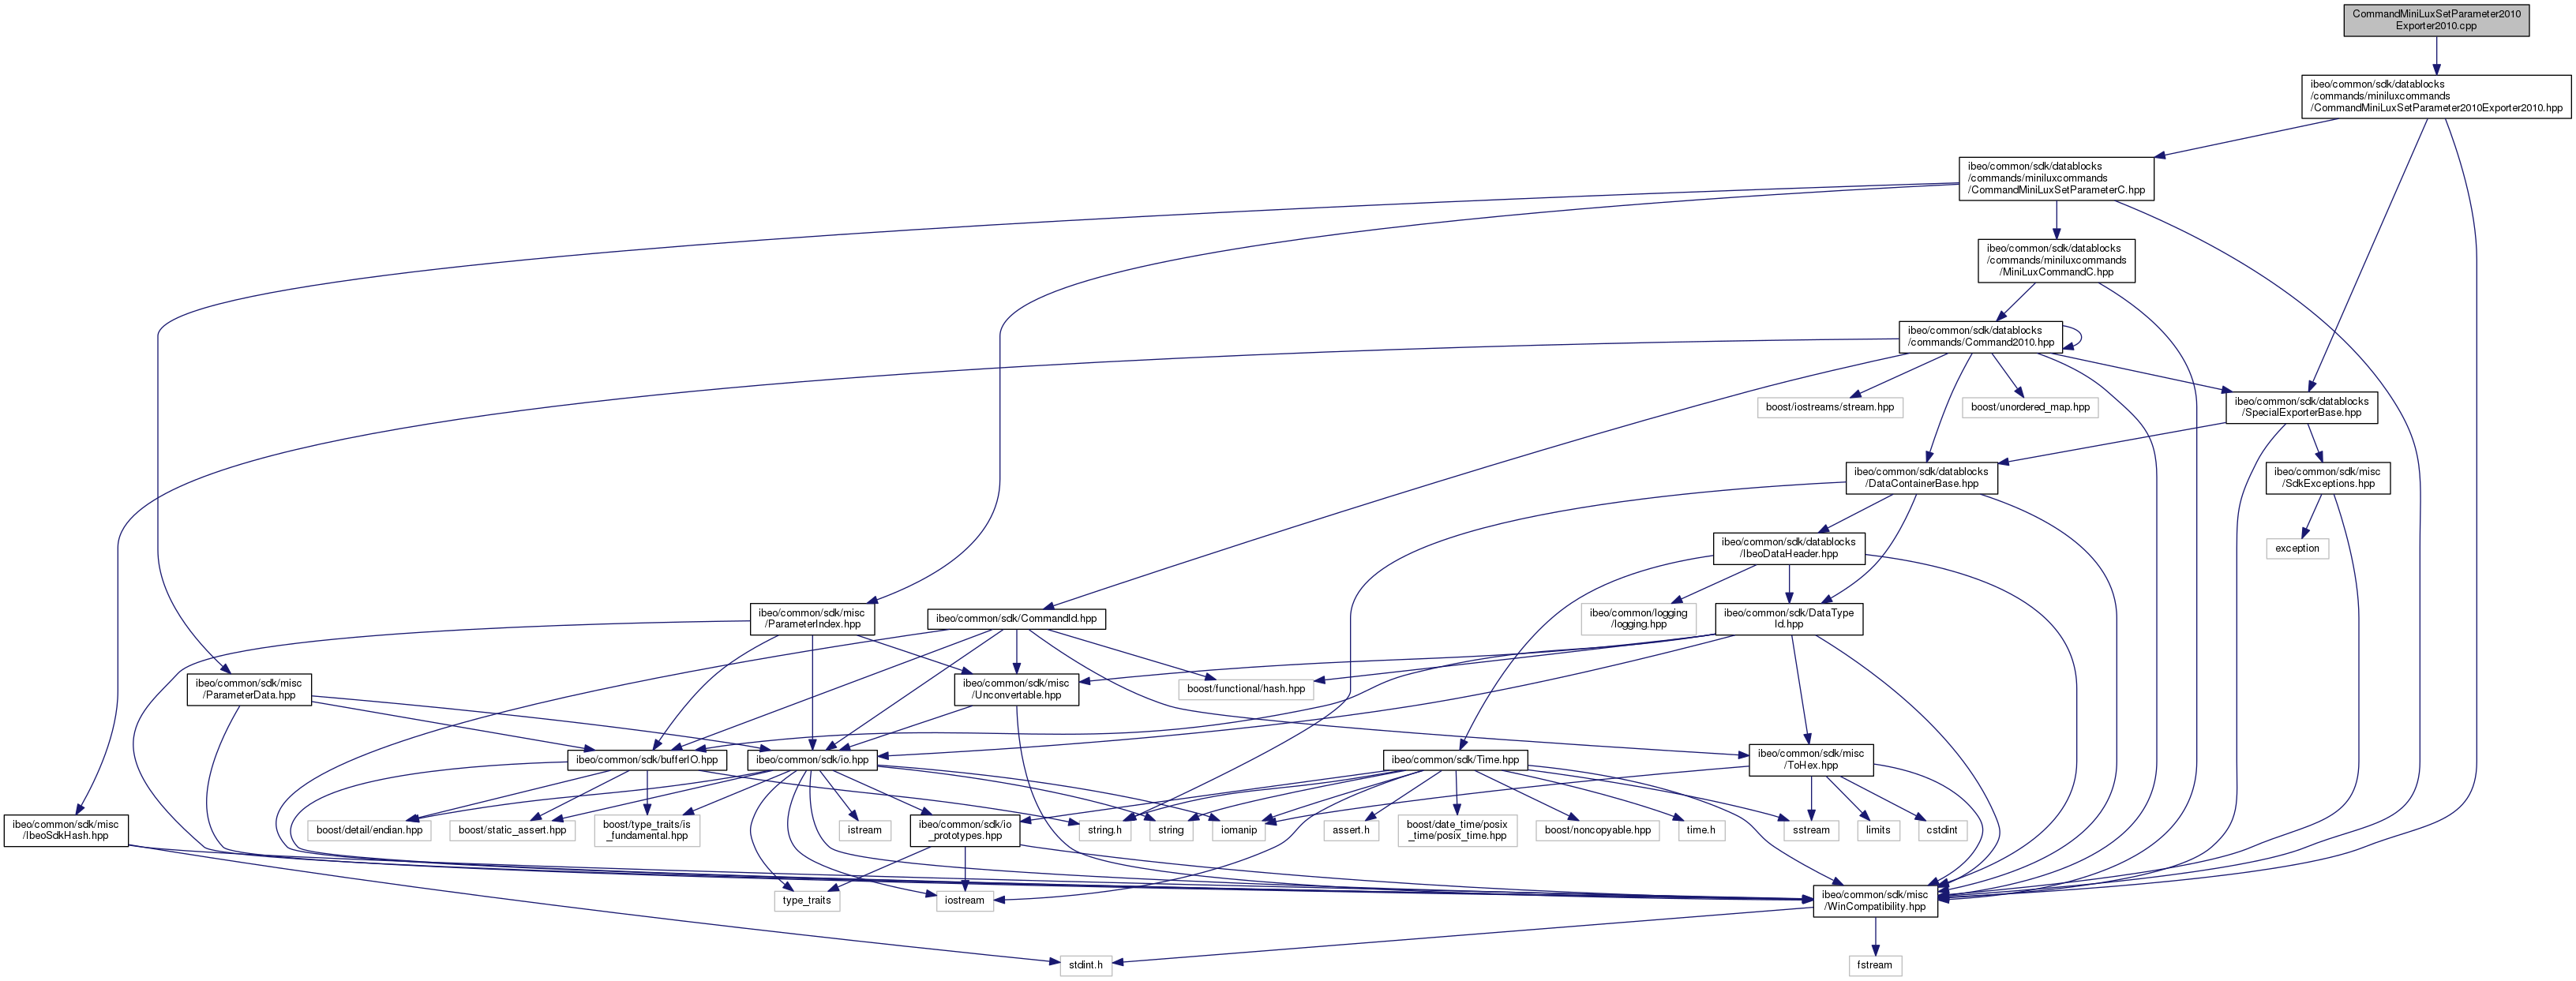 CommandMiniLuxSetParameter2010
Exporter2010.cpp
ibeo/common/sdk/datablocks
/commands/miniluxcommands
/CommandMiniLuxSetParameter2010Exporter2010.hpp
ibeo/common/sdk/datablocks
/commands/miniluxcommands
/CommandMiniLuxSetParameterC.hpp
ibeo/common/sdk/datablocks
/commands/miniluxcommands
/MiniLuxCommandC.hpp
ibeo/common/sdk/datablocks
/commands/Command2010.hpp
boost/iostreams/stream.hpp
boost/unordered_map.hpp
ibeo/common/sdk/datablocks
/SpecialExporterBase.hpp
ibeo/common/sdk/datablocks
/DataContainerBase.hpp
ibeo/common/sdk/misc
/SdkExceptions.hpp
ibeo/common/sdk/datablocks
/IbeoDataHeader.hpp
exception
ibeo/common/sdk/misc
/ParameterIndex.hpp
ibeo/common/sdk/CommandId.hpp
ibeo/common/logging
/logging.hpp
ibeo/common/sdk/DataType
Id.hpp
ibeo/common/sdk/misc
/ParameterData.hpp
ibeo/common/sdk/misc
/Unconvertable.hpp
boost/functional/hash.hpp
ibeo/common/sdk/bufferIO.hpp
ibeo/common/sdk/io.hpp
ibeo/common/sdk/Time.hpp
ibeo/common/sdk/misc
/ToHex.hpp
ibeo/common/sdk/misc
/IbeoSdkHash.hpp
boost/detail/endian.hpp
boost/static_assert.hpp
boost/type_traits/is
_fundamental.hpp
istream
ibeo/common/sdk/io
_prototypes.hpp
string.h
string
iomanip
assert.h
boost/date_time/posix
_time/posix_time.hpp
boost/noncopyable.hpp
time.h
sstream
limits
cstdint
type_traits
iostream
ibeo/common/sdk/misc
/WinCompatibility.hpp
stdint.h
fstream